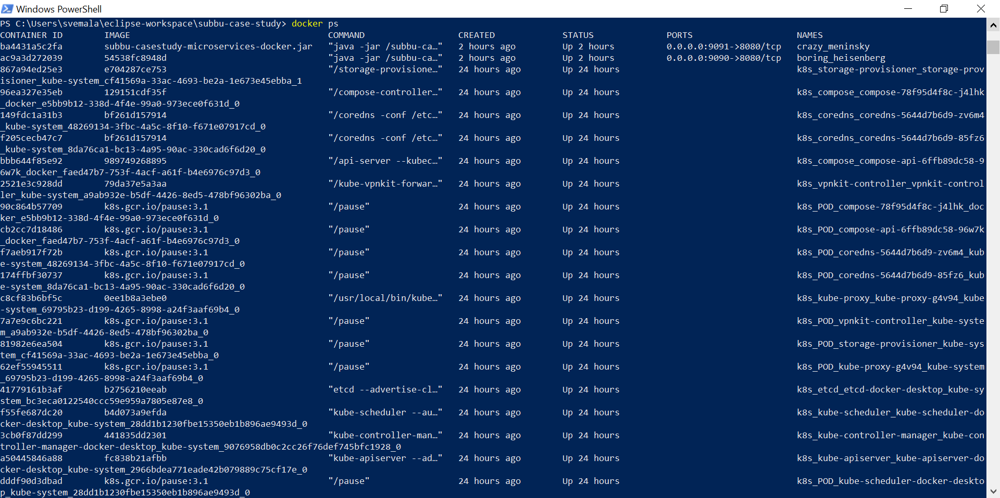 Windows PowerShell
PS C:\Users\svemala\eclipse-workspace\subbu-case-study> docker ps
CONTAINER ID        IMAGE                                      COMMAND                  CREATED             STATUS              PORTS                    NAMES
ba4431a5c2fa        subbu-casestudy-microservices-docker.jar   "java -jar /subbu-ca…"   2 hours ago         Up 2 hours          0.0.0.0:9091->8080/tcp   crazy_meninsky
ac9a3d272039        54538fc8948d                               "java -jar /subbu-ca…"   2 hours ago         Up 2 hours          0.0.0.0:9090->8080/tcp   boring_heisenberg
867a94ed25e3        e704287ce753                               "/storage-provisione…"   24 hours ago        Up 24 hours                                  k8s_storage-provisioner_storage-prov
isioner_kube-system_cf41569a-33ac-4693-be2a-1e673e45ebba_1
96ea327e35eb        129151cdf35f                               "/compose-controller…"   24 hours ago        Up 24 hours                                  k8s_compose_compose-78f95d4f8c-j4lhk
_docker_e5bb9b12-338d-4f4e-99a0-973ece0f631d_0
149fdc1a31b3        bf261d157914                               "/coredns -conf /etc…"   24 hours ago        Up 24 hours                                  k8s_coredns_coredns-5644d7b6d9-zv6m4
_kube-system_48269134-3fbc-4a5c-8f10-f671e07917cd_0
f205cecb47c7        bf261d157914                               "/coredns -conf /etc…"   24 hours ago        Up 24 hours                                  k8s_coredns_coredns-5644d7b6d9-85fz6
_kube-system_8da76ca1-bc13-4a95-90ac-330cad6f6d20_0
bbb644f85e92        989749268895                               "/api-server --kubec…"   24 hours ago        Up 24 hours                                  k8s_compose_compose-api-6ffb89dc58-9
6w7k_docker_faed47b7-753f-4acf-a61f-b4e6976c97d3_0
2521e3c928dd        79da37e5a3aa                               "/kube-vpnkit-forwar…"   24 hours ago        Up 24 hours                                  k8s_vpnkit-controller_vpnkit-control
ler_kube-system_a9ab932e-b5df-4426-8ed5-478bf96302ba_0
90c864b57709        k8s.gcr.io/pause:3.1                       "/pause"                 24 hours ago        Up 24 hours                                  k8s_POD_compose-78f95d4f8c-j4lhk_doc
ker_e5bb9b12-338d-4f4e-99a0-973ece0f631d_0
cb2cc7d18486        k8s.gcr.io/pause:3.1                       "/pause"                 24 hours ago        Up 24 hours                                  k8s_POD_compose-api-6ffb89dc58-96w7k
_docker_faed47b7-753f-4acf-a61f-b4e6976c97d3_0
f7aeb917f72b        k8s.gcr.io/pause:3.1                       "/pause"                 24 hours ago        Up 24 hours                                  k8s_POD_coredns-5644d7b6d9-zv6m4_kub
e-system_48269134-3fbc-4a5c-8f10-f671e07917cd_0
174ffbf30737        k8s.gcr.io/pause:3.1                       "/pause"                 24 hours ago        Up 24 hours                                  k8s_POD_coredns-5644d7b6d9-85fz6_kub
e-system_8da76ca1-bc13-4a95-90ac-330cad6f6d20_0
c8cf83b6bf5c        0ee1b8a3ebe0                               "/usr/local/bin/kube…"   24 hours ago        Up 24 hours                                  k8s_kube-proxy_kube-proxy-g4v94_kube
-system_69795b23-d199-4265-8998-a24f3aaf69b4_0
7a7e9c6bc221        k8s.gcr.io/pause:3.1                       "/pause"                 24 hours ago        Up 24 hours                                  k8s_POD_vpnkit-controller_kube-syste
m_a9ab932e-b5df-4426-8ed5-478bf96302ba_0
81982e6ea504        k8s.gcr.io/pause:3.1                       "/pause"                 24 hours ago        Up 24 hours                                  k8s_POD_storage-provisioner_kube-sys
tem_cf41569a-33ac-4693-be2a-1e673e45ebba_0
62ef55945511        k8s.gcr.io/pause:3.1                       "/pause"                 24 hours ago        Up 24 hours                                  k8s_POD_kube-proxy-g4v94_kube-system
_69795b23-d199-4265-8998-a24f3aaf69b4_0
41779161b3af        b2756210eeab                               "etcd --advertise-cl…"   24 hours ago        Up 24 hours                                  k8s_etcd_etcd-docker-desktop_kube-sy
stem_bc3eca0122540ccc59e959a7805e87e8_0
f55fe687dc20        b4d073a9efda                               "kube-scheduler --au…"   24 hours ago        Up 24 hours                                  k8s_kube-scheduler_kube-scheduler-do
cker-desktop_kube-system_28dd1b1230fbe15350eb1b896ae9493d_0
3cb0f87dd299        441835dd2301                               "kube-controller-man…"   24 hours ago        Up 24 hours                                  k8s_kube-controller-manager_kube-con
troller-manager-docker-desktop_kube-system_9076958db0c2cc26f76def745bfc1928_0
a50445846a88        fc838b21afbb                               "kube-apiserver --ad…"   24 hours ago        Up 24 hours                                  k8s_kube-apiserver_kube-apiserver-do
cker-desktop_kube-system_2966bdea771eade42b079889c75cf17e_0
dddf90d3dbad        k8s.gcr.io/pause:3.1                       "/pause"                 24 hours ago        Up 24 hours                                  k8s_POD_kube-scheduler-docker-deskto
p_kube-system_28dd1b1230fbe15350eb1b896ae9493d_0